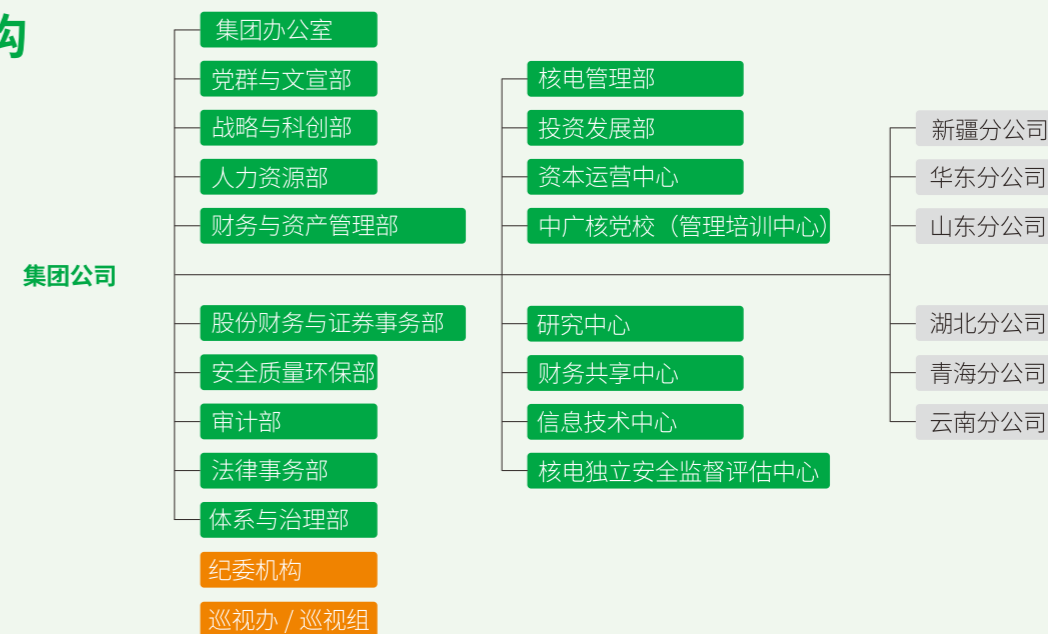 构
集团公司
集团办公室
党群与文宣部
战略与科创部
人力资源部
财务与资产管理部
股份财务与证券事务部
安全质量环保部
审计部
法律事务部
体系与治理部
纪委机构
巡视办 / 巡视组
核电管理部
投资发展部
资本运营中心
中广核党校（管理培训中心）
研究中心
财务共享中心
信息技术中心
核电独立安全监督评估中心
新疆分公司
华东分公司
山东分公司
湖北分公司
青海分公司
云南分公司